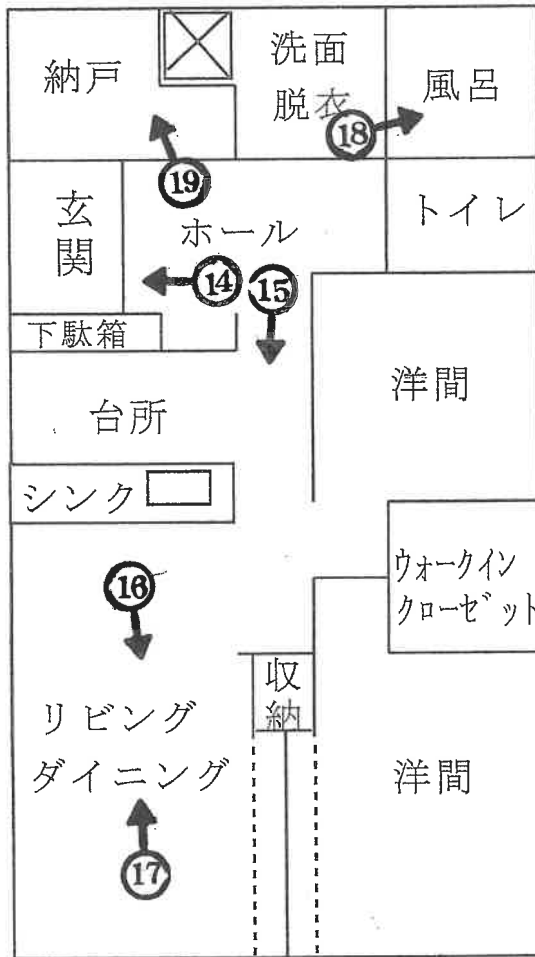 納戸
洗面
脱衣
風呂
⑱
⑲
玄関
ホール
トイレ
⑭
⑮
下駄箱
洋間
台所
シンク
⑯
ウォークイン
クローゼット
収納
リビング
ダイニング
洋間
⑰